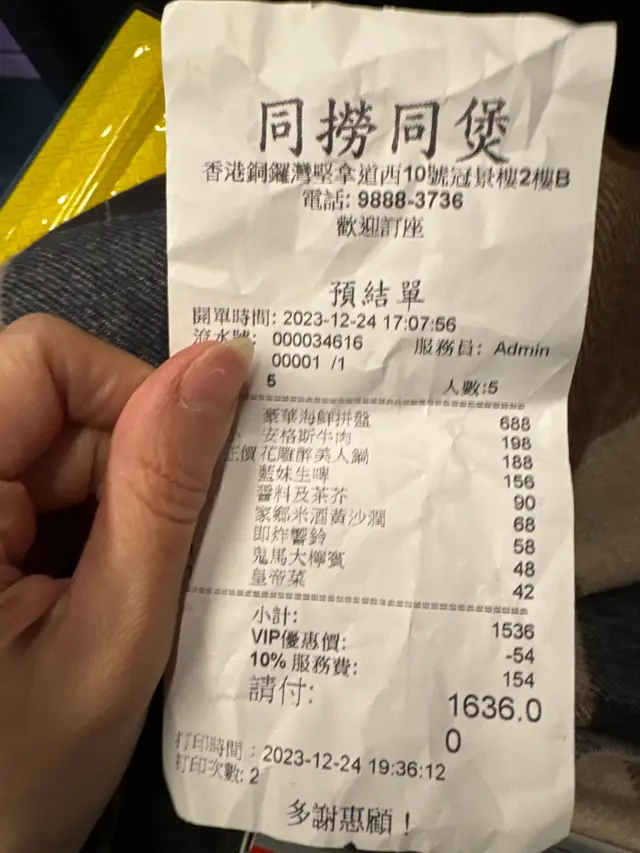 同撈同煲
香港銅鑼灣堅拿道西10號冠景樓2樓B
電話: 9888-3736
歡迎訂座
預結單
開單時間: 2023-12-24 17:07:56
流水號: 000034616 服務員: Admin
00001 /1
5 人數:5
豪華海鮮拼盤 688
小 安格斯牛肉 198
正價 花雕醉美人鍋 188
藍妹生啤 156
醬料及茶芥 90
家鄉米酒黃沙潤 68
即炸響鈴 58
鬼馬大檸賓 48
皇帝菜 42
小計: 1536
VIP優惠價: -54
10% 服務費: 154
請付: 1636.0
0
打印時間 : 2023-12-24 19:36:12
打印次數: 2
多謝惠顧！